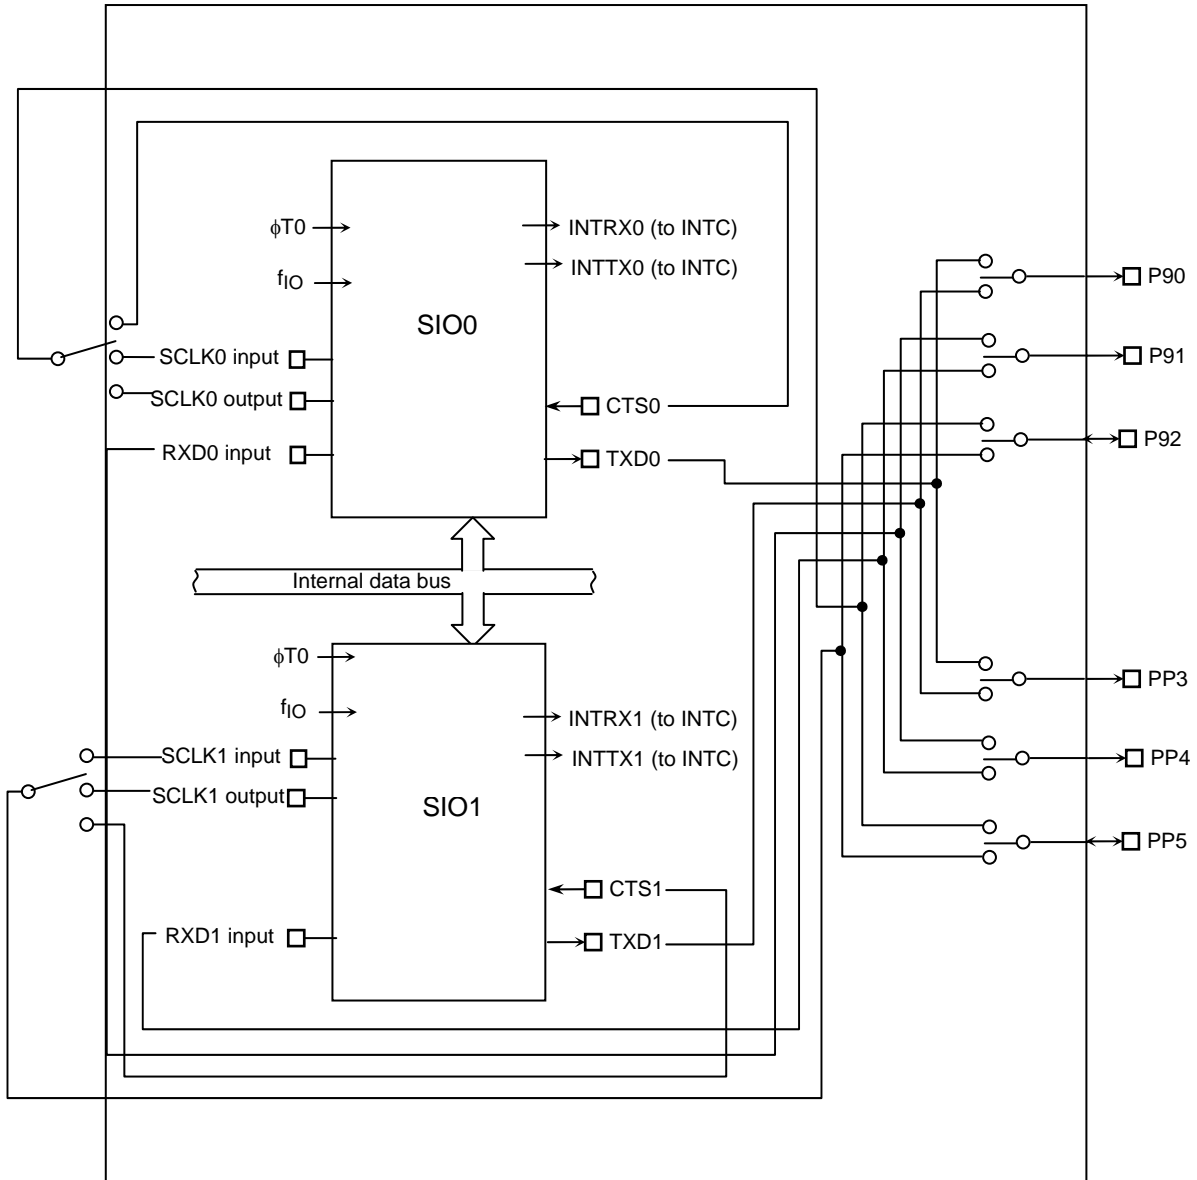 ϕT0
INTRX0 (to INTC)
INTTX0 (to INTC)
fIO
P90
SIO0
P91
SCLK0 input
SCLK0 output
CTS0
P92
RXD0 input
TXD0
Internal data bus
ϕT0
PP3
fIO
INTRX1 (to INTC)
SCLK1 input
INTTX1 (to INTC)
PP4
SCLK1 output
SIO1
PP5
CTS1
RXD1 input
TXD1